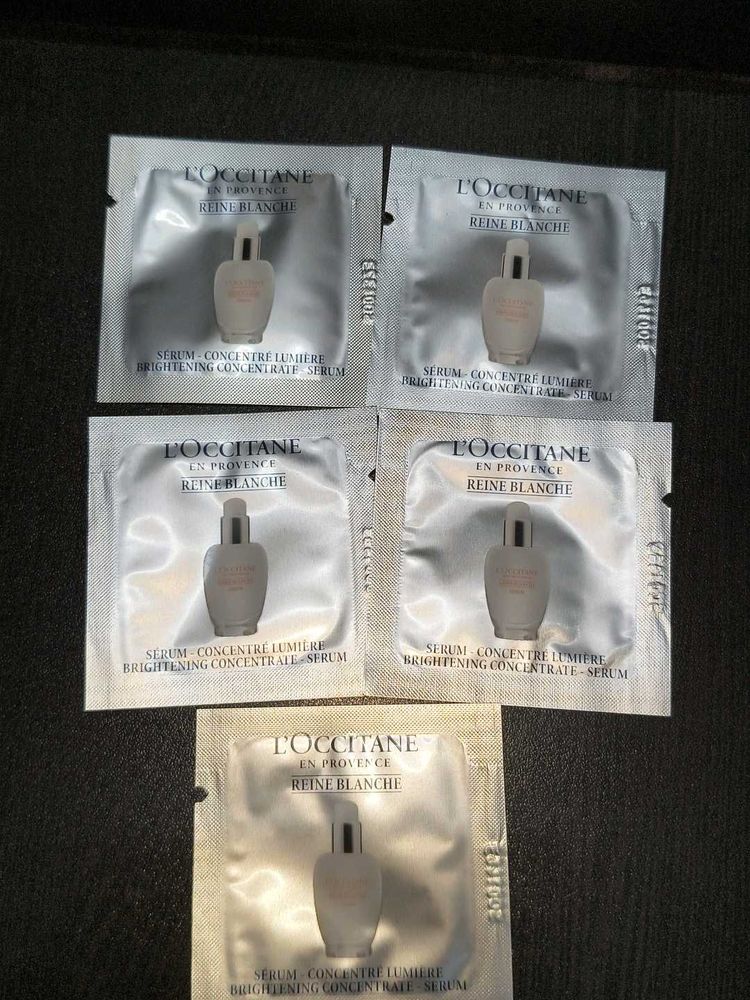 L'OCCITANE
EN PROVENCE
REINE BLANCHE
SÉRUM - CONCENTRÉ LUMIÈRE
BRIGHTENING CONCENTRATE - SERUM
L'OCCITANE
EN PROVENCE
REINE BLANCHE
SÉRUM - CONCENTRÉ LUMIÈRE
BRIGHTENING CONCENTRATE - SERUM
L'OCCITANE
EN PROVENCE
REINE BLANCHE
L'OCCITANE
SÉRUM - CONCENTRÉ LUMIÈRE
BRIGHTENING CONCENTRATE - SERUM
L'OCCITANE
EN PROVENCE
REINE BLANCHE
L'OCCITANE
SÉRUM - CONCENTRÉ LUMIÈRE
BRIGHTENING CONCENTRATE - SERUM
L'OCCITANE
EN PROVENCE
REINE BLANCHE
SÉRUM - CONCENTRÉ LUMIÈRE
BRIGHTENING CONCENTRATE - SERUM